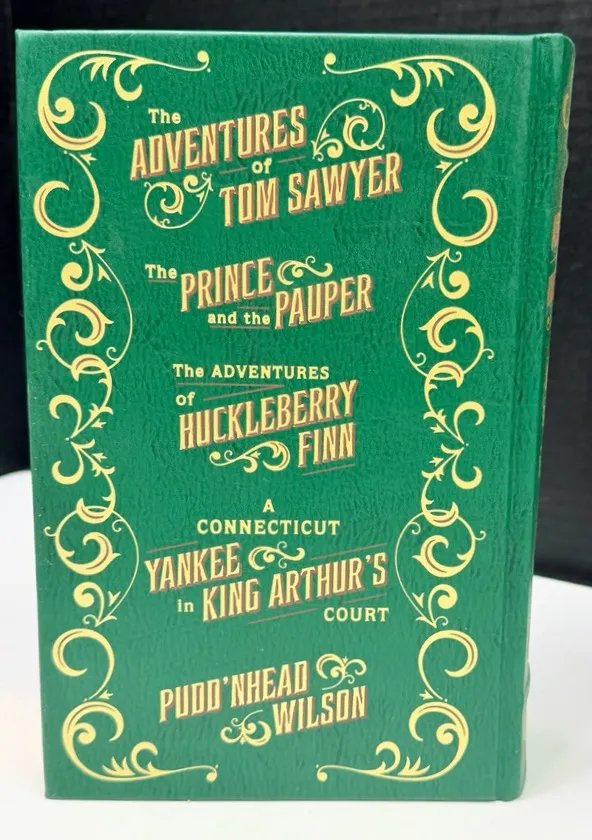 The
ADVENTURES
of
TOM SAWYER
The PRINCE
and the PAUPER
The ADVENTURES
of
HUCKLEBERRY
FINN
A
CONNECTICUT
YANKEE
in KING ARTHUR'S
COURT
PUDD'NHEAD
WILSON